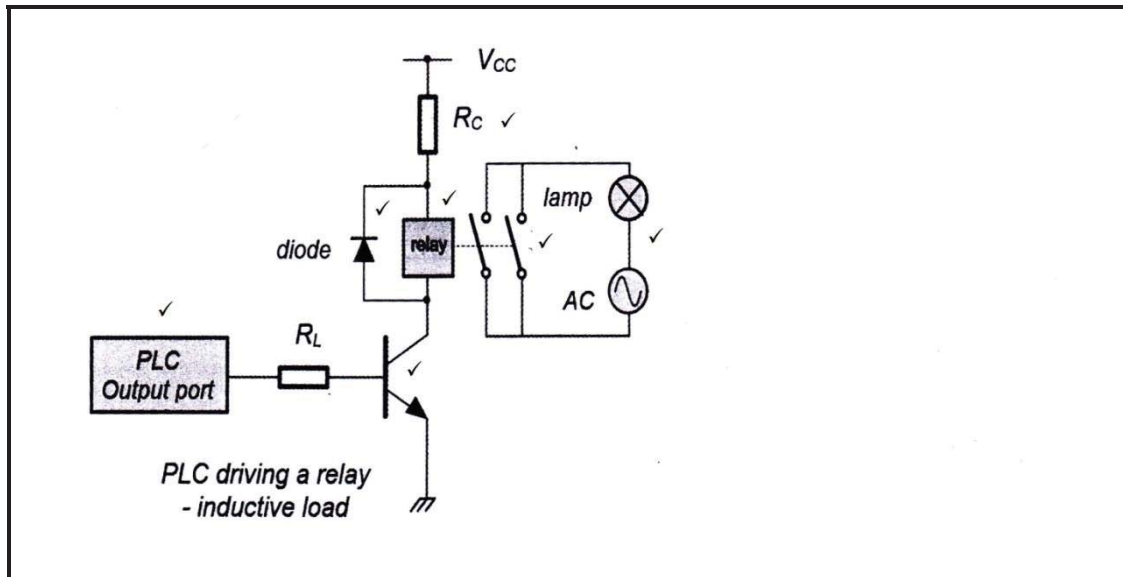 VCC
RC ✓
lamp
✓
✓
✓
relay
✓
diode
AC
✓
RL
PLC
Output port
✓
PLC driving a relay
- inductive load